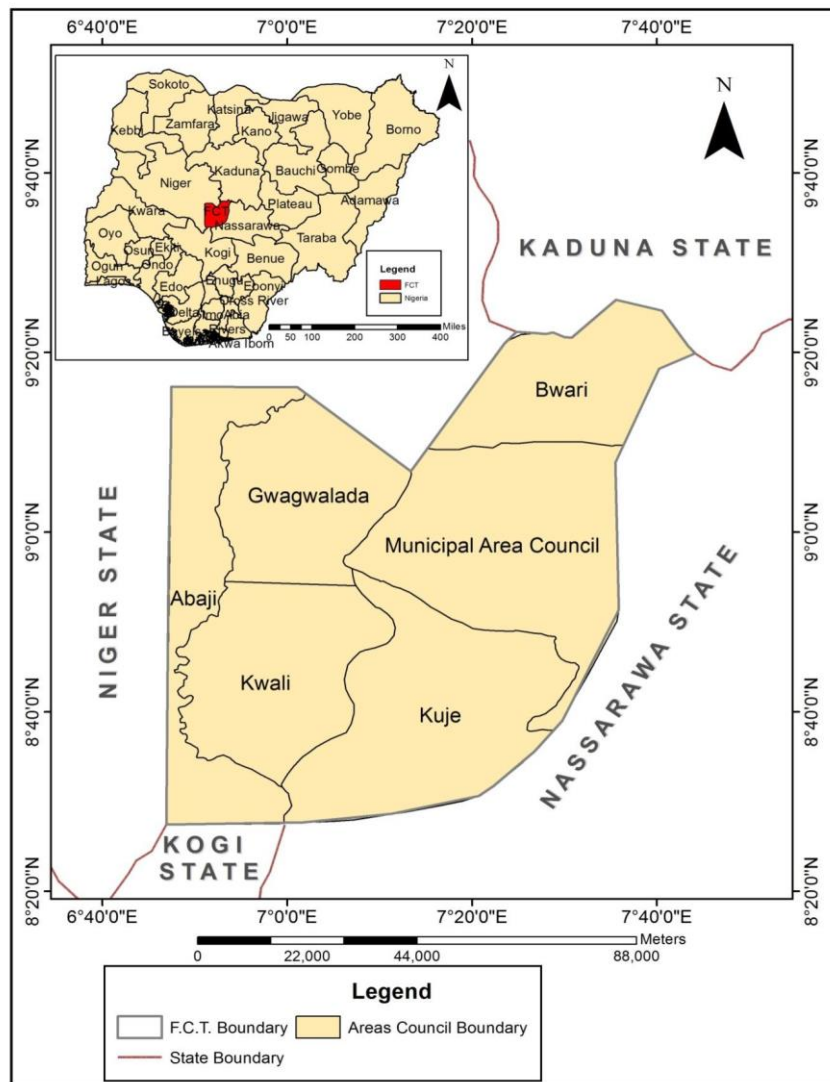 6°40'0"E 7°0'0"E 7°20'0"E 7°40'0"E
N
Sokoto
Katsina
Jigawa
Yobe
Borno
Kebb
Zamfara
Kano
Kaduna
Bauchi
Gombe
Niger
Adamawa
FCT
Plateau
Kwara
Nassarawa
Oyo
Taraba
Ekiti
Kogi
Benue
Osun
Ogun
Ondo
Lagos
Edo
Enugu
Ebonyi
Cross River
Delta
Imo
Abia
Rivers
Akwa Ibom
Legend
FCT
Nigeria
Miles
0 50 100 200 300 400
N
9°40'0"N
9°20'0"N
9°0'0"N
8°40'0"N
8°20'0"N
9°40'0"N
9°20'0"N
9°0'0"N
8°40'0"N
8°20'0"N
KADUNA STATE
Bwari
Gwagwalada
Municipal Area Council
NIGER STATE
Abaji
Kwali
Kuje
NASSARAWA STATE
KOGI
STATE
6°40'0"E 7°0'0"E 7°20'0"E 7°40'0"E
Meters
0 22,000 44,000 88,000
Legend
F.C.T. Boundary Areas Council Boundary
State Boundary